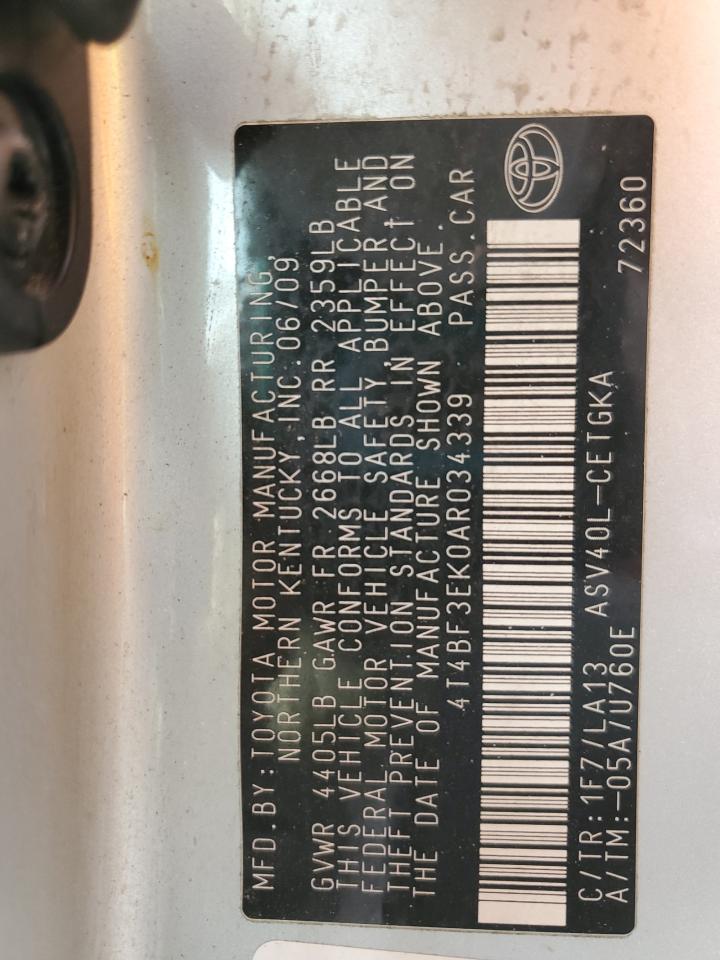 MFD.BY:TOYOTA MOTOR MANUFACTURING,
NORTHERN KENTUCKY,INC.06/09
GVWR 4405LB GAWR FR 2668LB RR 2359LB
THIS VEHICLE CONFORMS TO ALL APPLICABLE
FEDERAL MOTOR VEHICLE SAFETY,BUMPER,AND
THEFT PREVENTION STANDARDS IN EFFECT ON
THE DATE OF MANUFACTURE SHOWN ABOVE.
4T4BF3EK0AR034339 PASS.CAR
C/TR:1F7/LA13 ASV40L-CETGKA
A/TM:-05A/U760E 72360